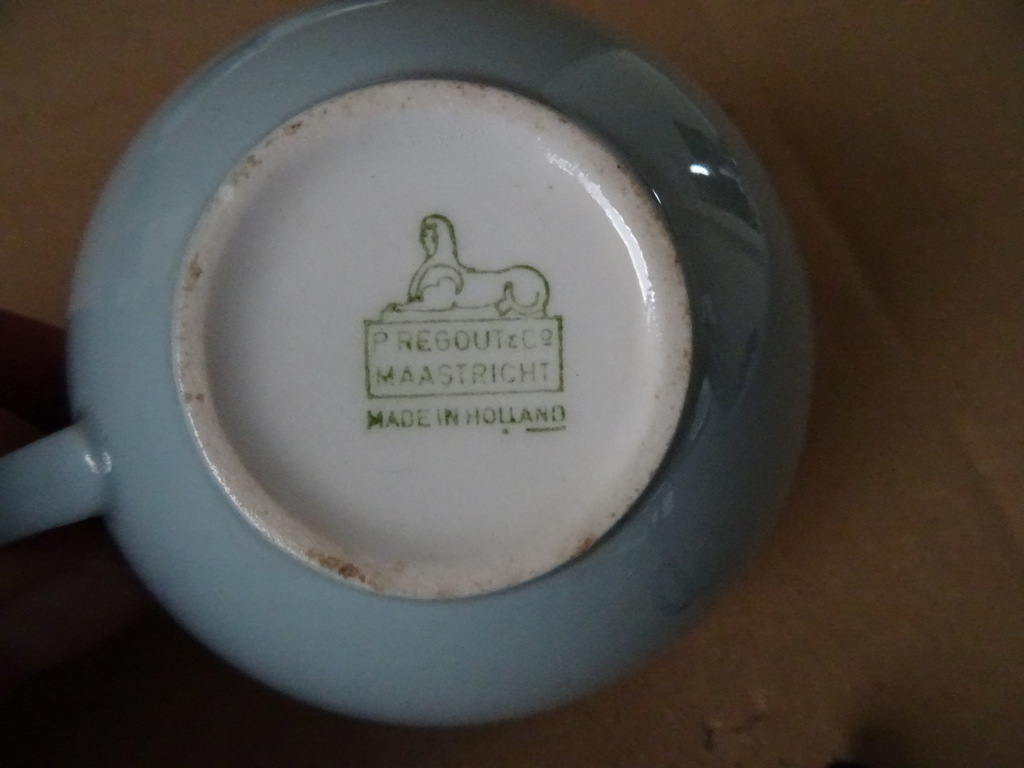 P REGOUT & Cº
MAASTRICHT
MADE IN HOLLAND